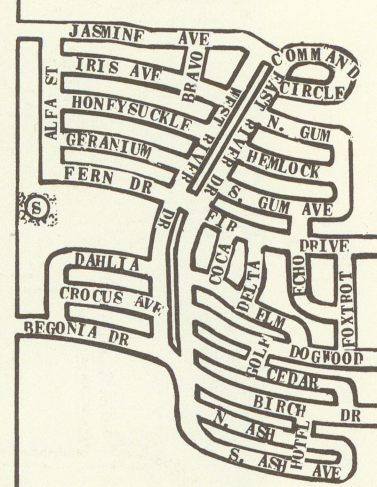 JASMINE AVE
COMMAND
CIRCLE
IRIS AVE
BRAVO
ALFA ST
HONEYSUCKLE
WEST RIVER
EAST RIVER DR
N. GUM
GERANIUM
HEMLOCK
FERN DR
S. GUM AVE
S
FIR
DR
DRIVE
DAHLIA
COCA
DELTA
ECHO
FOXTROT
CROCUS AVE
ELM
BEGONIA DR
GOLF
DOGWOOD
CEDAR
BIRCH DR
N. ASH
HOTEL
S. ASH AVE